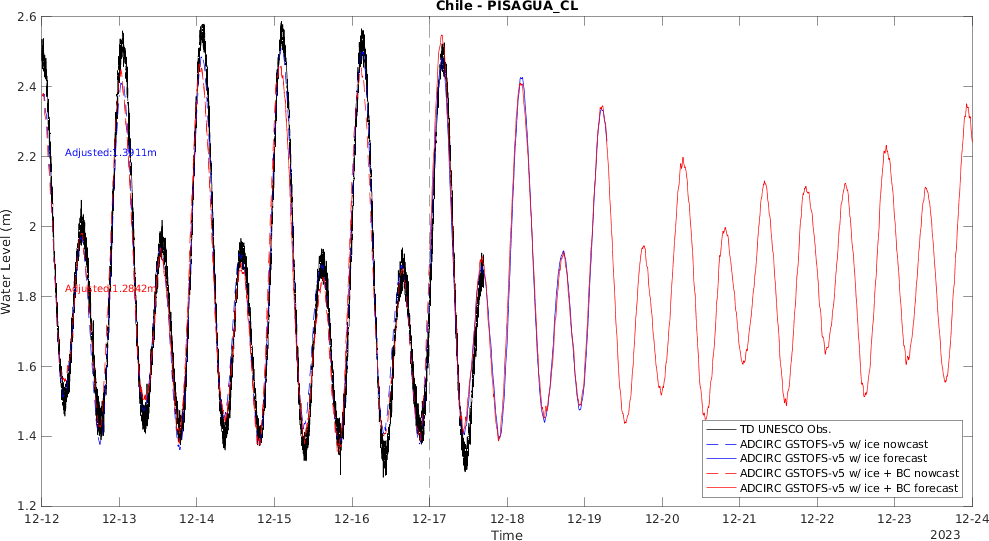 Chile - PISAGUA_CL
2.6
2.4
2.2
2
1.8
1.6
1.4
1.2
Water Level (m)
Adjusted:1.3911m
Adjusted:1.2842m
TD UNESCO Obs.
ADCIRC GSTOFS-v5 w/ ice nowcast
ADCIRC GSTOFS-v5 w/ ice forecast
ADCIRC GSTOFS-v5 w/ ice + BC nowcast
ADCIRC GSTOFS-v5 w/ ice + BC forecast
12-12 12-13 12-14 12-15 12-16 12-17 12-18 12-19 12-20 12-21 12-22 12-23 12-24
Time
2023